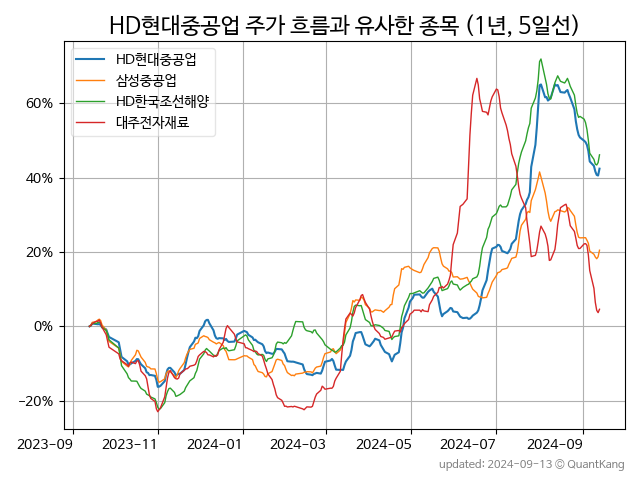 HD현대중공업 주가 흐름과 유사한 종목 (1년, 5일선)
HD현대중공업
삼성중공업
HD한국조선해양
대주전자재료
60%
40%
20%
0%
−20%
2023-09 2023-11 2024-01 2024-03 2024-05 2024-07 2024-09
updated: 2024-09-13 © QuantKang